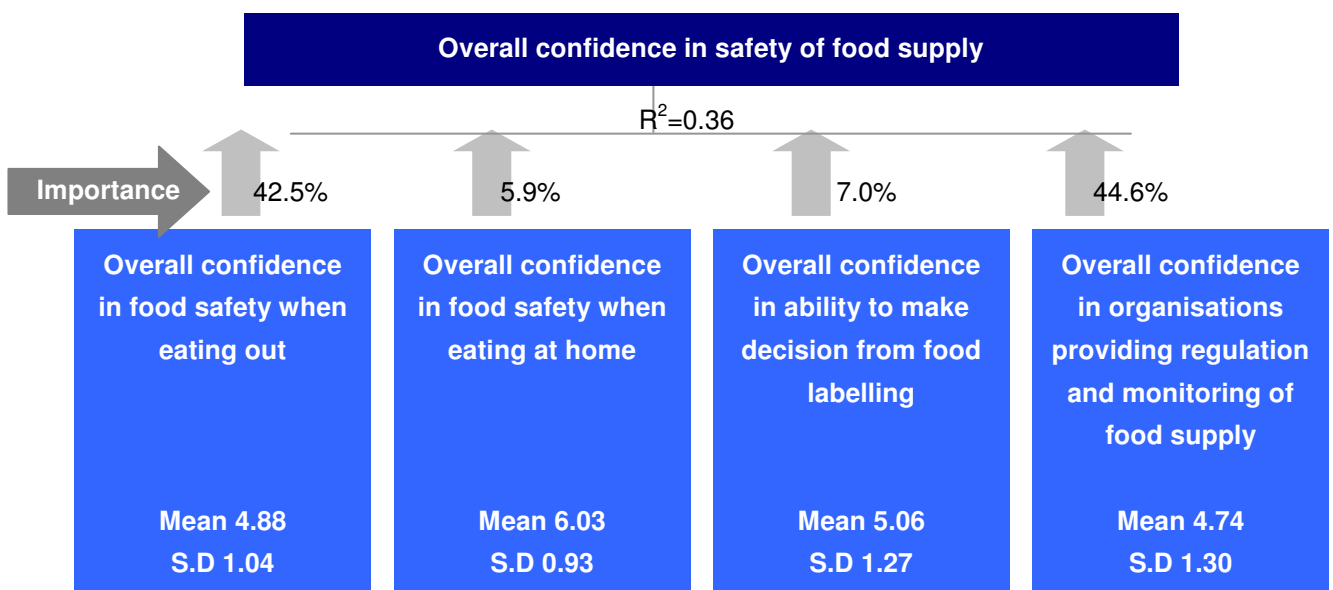 Overall confidence in safety of food supply
R²=0.36
Importance
42.5%
5.9%
7.0%
44.6%
Overall confidence
in food safety when
eating out
Mean 4.88
S.D 1.04
Overall confidence
in food safety when
eating at home
Mean 6.03
S.D 0.93
Overall confidence
in ability to make
decision from food
labelling
Mean 5.06
S.D 1.27
Overall confidence
in organisations
providing regulation
and monitoring of
food supply
Mean 4.74
S.D 1.30